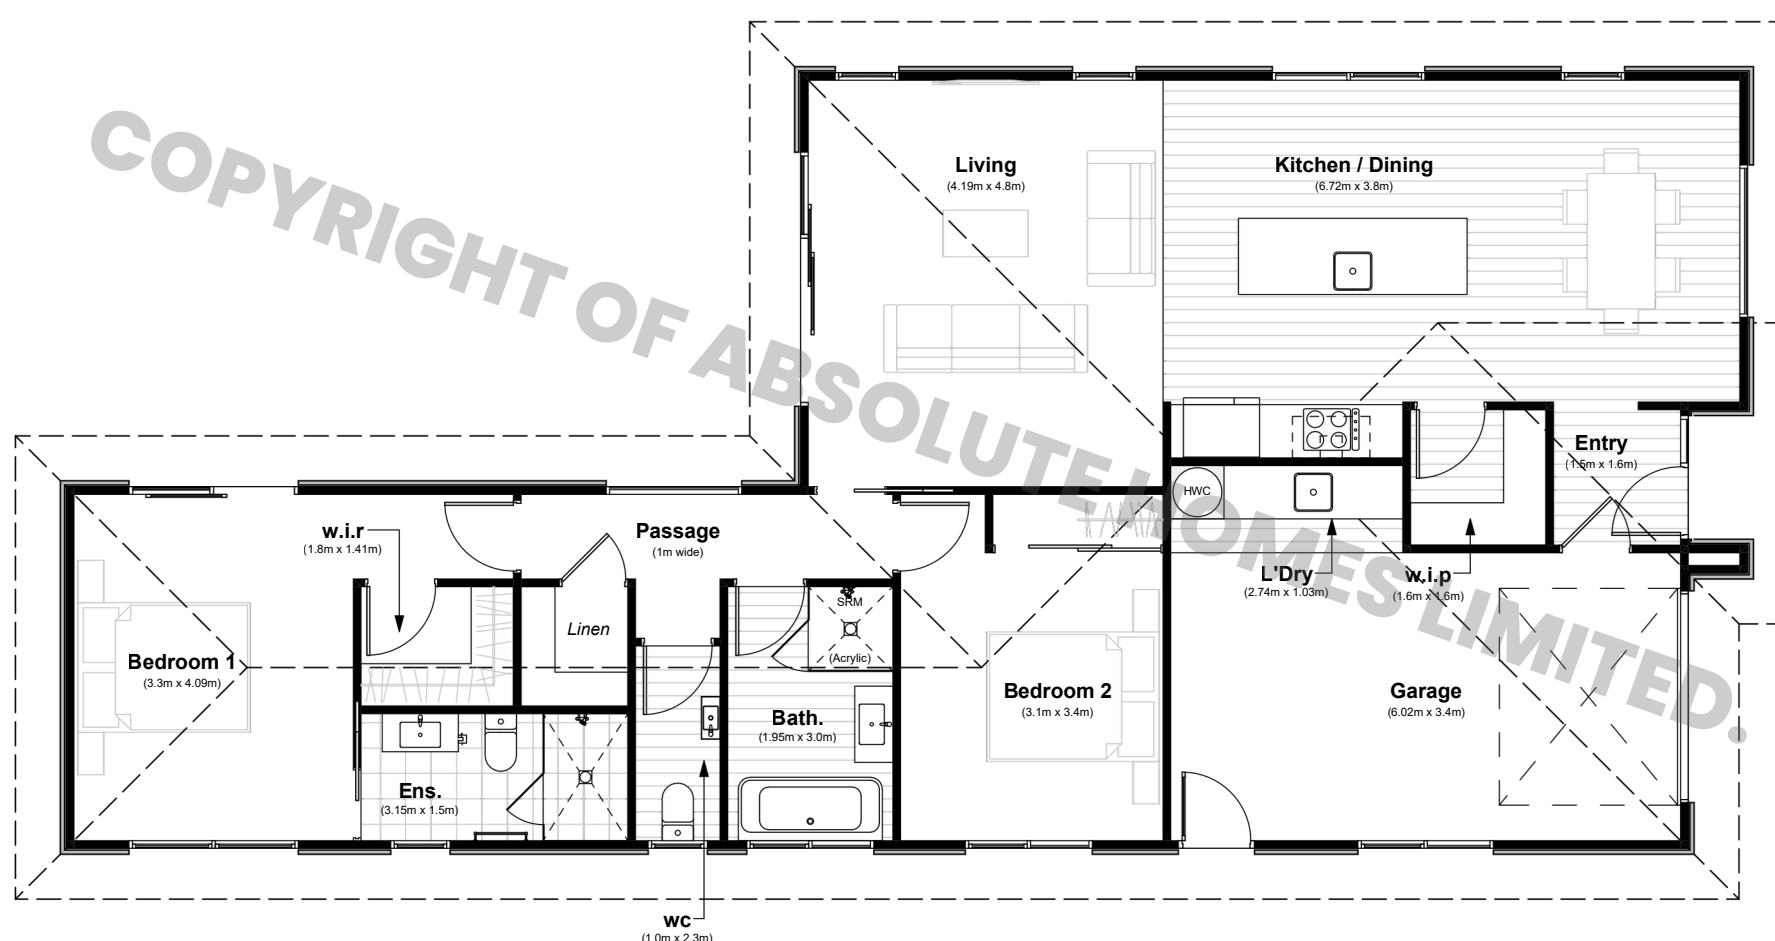 COPYRIGHT OF ABSOLUTE HOMES LIMITED.
Living
(4.19m x 4.8m)
Kitchen / Dining
(6.72m x 3.8m)
Entry
(1.5m x 1.6m)
HWC
w.i.r
(1.8m x 1.41m)
Passage
(1m wide)
L'Dry
(2.74m x 1.03m)
w.i.p
(1.6m x 1.6m)
SRM
(Acrylic)
Linen
Bedroom 1
(3.3m x 4.09m)
Bedroom 2
(3.1m x 3.4m)
Garage
(6.02m x 3.4m)
Bath.
(1.95m x 3.0m)
Ens.
(3.15m x 1.5m)
wc
(1.0m x 2.3m)